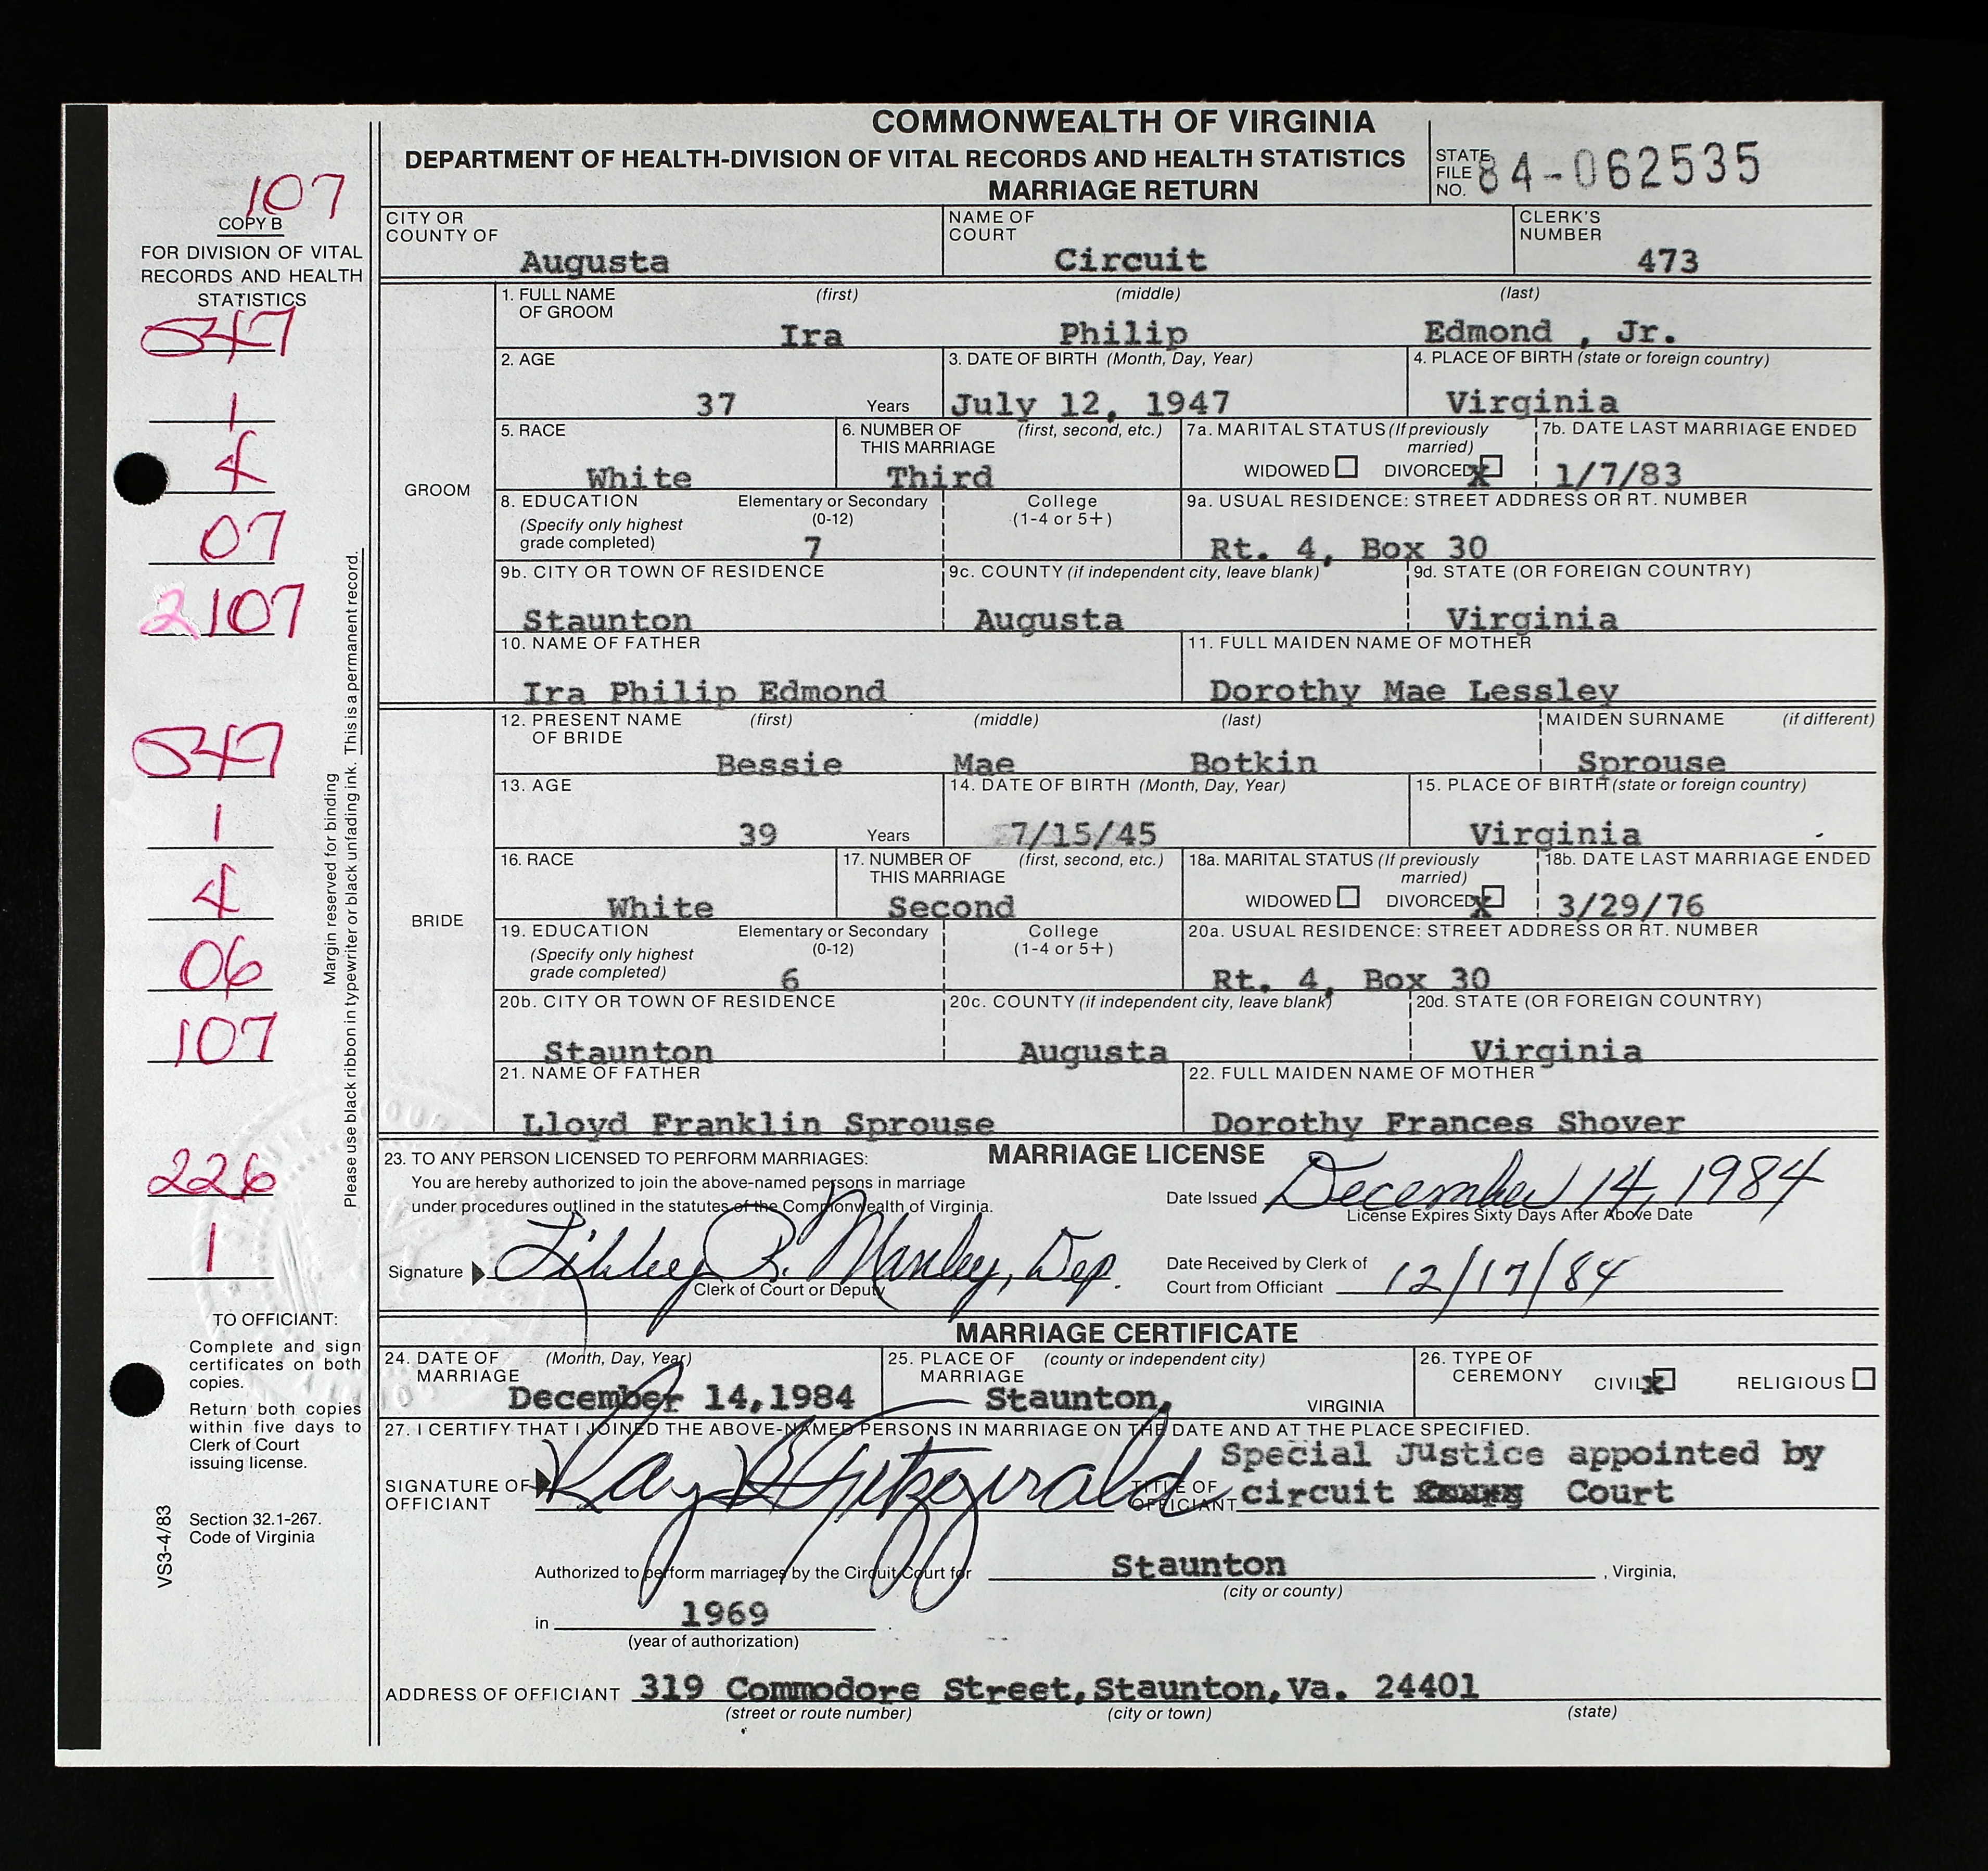 COMMONWEALTH OF VIRGINIA
DEPARTMENT OF HEALTH-DIVISION OF VITAL RECORDS AND HEALTH STATISTICS
MARRIAGE RETURN
STATE FILE NO. 84-062535
107
COPY B
FOR DIVISION OF VITAL
RECORDS AND HEALTH
STATISTICS
547
1
4
07
2107
547
1
4
06
107
226
1
Margin reserved for binding
Please use black ribbon in typewriter or black unfading ink. This is a permanent record.
TO OFFICIANT:
Complete and sign
certificates on both
copies.
Return both copies
within five days to
Clerk of Court
issuing license.
Section 32.1-267.
Code of Virginia
VS3-4/83
CITY OR COUNTY OF Augusta
NAME OF COURT Circuit
CLERK'S NUMBER 473
GROOM
1. FULL NAME OF GROOM (first) (middle) (last)
Ira Philip Edmond , Jr.
2. AGE 37 Years
3. DATE OF BIRTH (Month, Day, Year) July 12, 1947
4. PLACE OF BIRTH (state or foreign country) Virginia
5. RACE White
6. NUMBER OF THIS MARRIAGE (first, second, etc.) Third
7a. MARITAL STATUS (If previously married) WIDOWED DIVORCED X
7b. DATE LAST MARRIAGE ENDED 1/7/83
8. EDUCATION (Specify only highest grade completed) Elementary or Secondary (0-12) 7 College (1-4 or 5+)
9a. USUAL RESIDENCE: STREET ADDRESS OR RT. NUMBER Rt. 4, Box 30
9b. CITY OR TOWN OF RESIDENCE Staunton
9c. COUNTY (if independent city, leave blank) Augusta
9d. STATE (OR FOREIGN COUNTRY) Virginia
10. NAME OF FATHER Ira Philip Edmond
11. FULL MAIDEN NAME OF MOTHER Dorothy Mae Lessley
BRIDE
12. PRESENT NAME OF BRIDE (first) (middle) (last) MAIDEN SURNAME (if different)
Bessie Mae Botkin Sprouse
13. AGE 39 Years
14. DATE OF BIRTH (Month, Day, Year) 7/15/45
15. PLACE OF BIRTH (state or foreign country) Virginia
16. RACE White
17. NUMBER OF THIS MARRIAGE (first, second, etc.) Second
18a. MARITAL STATUS (If previously married) WIDOWED DIVORCED X
18b. DATE LAST MARRIAGE ENDED 3/29/76
19. EDUCATION (Specify only highest grade completed) Elementary or Secondary (0-12) 6 College (1-4 or 5+)
20a. USUAL RESIDENCE: STREET ADDRESS OR RT. NUMBER Rt. 4, Box 30
20b. CITY OR TOWN OF RESIDENCE Staunton
20c. COUNTY (if independent city, leave blank) Augusta
20d. STATE (OR FOREIGN COUNTRY) Virginia
21. NAME OF FATHER Lloyd Franklin Sprouse
22. FULL MAIDEN NAME OF MOTHER Dorothy Frances Shover
MARRIAGE LICENSE
23. TO ANY PERSON LICENSED TO PERFORM MARRIAGES:
You are hereby authorized to join the above-named persons in marriage
under procedures outlined in the statutes of the Commonwealth of Virginia.
Date Issued December 14, 1984
License Expires Sixty Days After Above Date
Signature Libbey R. Manley, Dep.
Clerk of Court or Deputy
Date Received by Clerk of
Court from Officiant 12/17/84
MARRIAGE CERTIFICATE
24. DATE OF MARRIAGE (Month, Day, Year) December 14,1984
25. PLACE OF MARRIAGE (county or independent city) Staunton, VIRGINIA
26. TYPE OF CEREMONY CIVIL X RELIGIOUS
27. I CERTIFY THAT I JOINED THE ABOVE-NAMED PERSONS IN MARRIAGE ON THE DATE AND AT THE PLACE SPECIFIED.
SIGNATURE OF OFFICIANT Ray B Fitzgerald
TITLE OF OFFICIANT Special Justice appointed by
circuit Court
Authorized to perform marriages by the Circuit Court for Staunton , Virginia,
(city or county)
in 1969
(year of authorization)
ADDRESS OF OFFICIANT 319 Commodore Street, Staunton, Va. 24401
(street or route number) (city or town) (state)